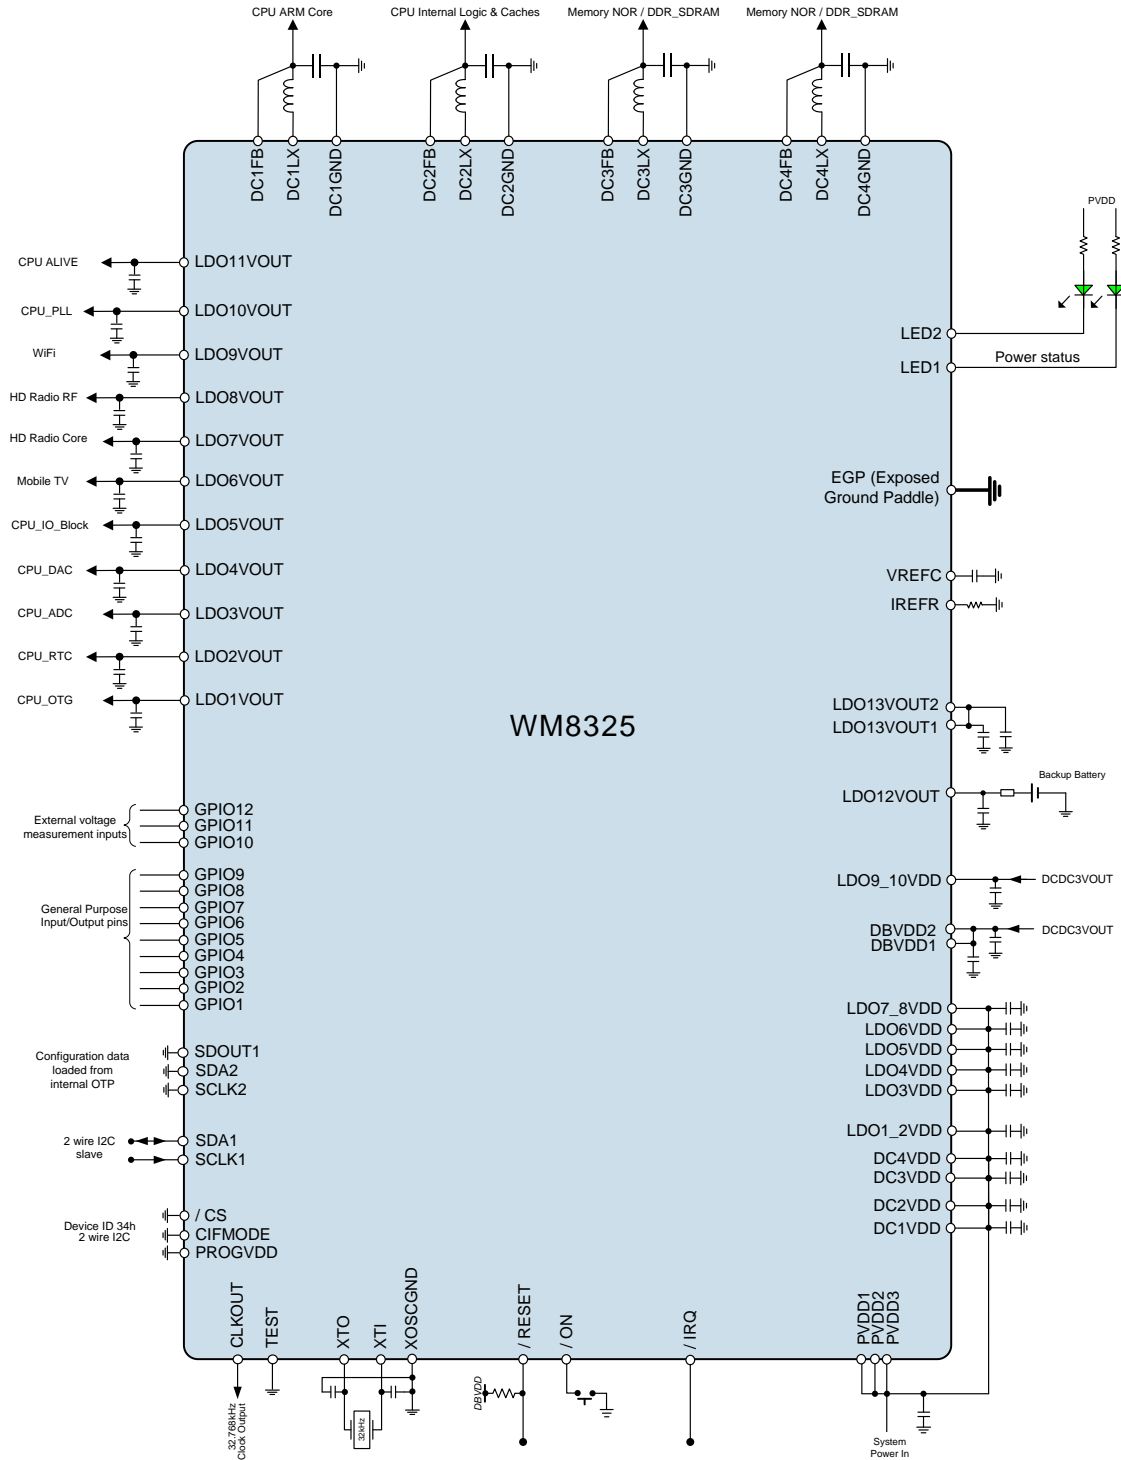 CPU ARM Core
CPU Internal Logic & Caches
Memory NOR / DDR_SDRAM
Memory NOR / DDR_SDRAM
DC1FB
DC1LX
DC1GND
DC2FB
DC2LX
DC2GND
DC3FB
DC3LX
DC3GND
DC4FB
DC4LX
DC4GND
CPU ALIVE
LDO11VOUT
CPU_PLL
LDO10VOUT
WiFi
LDO9VOUT
HD Radio RF
LDO8VOUT
HD Radio Core
LDO7VOUT
Mobile TV
LDO6VOUT
CPU_IO_Block
LDO5VOUT
CPU_DAC
LDO4VOUT
CPU_ADC
LDO3VOUT
CPU_RTC
LDO2VOUT
CPU_OTG
LDO1VOUT
External voltage
measurement inputs
GPIO12
GPIO11
GPIO10
General Purpose
Input/Output pins
GPIO9
GPIO8
GPIO7
GPIO6
GPIO5
GPIO4
GPIO3
GPIO2
GPIO1
Configuration data
loaded from
internal OTP
SDOUT1
SDA2
SCLK2
2 wire I2C
slave
SDA1
SCLK1
Device ID 34h
2 wire I2C
/ CS
CIFMODE
PROGVDD
WM8325
PVDD
LED2
LED1
Power status
EGP (Exposed
Ground Paddle)
VREFC
IREFR
LDO13VOUT2
LDO13VOUT1
LDO12VOUT
Backup Battery
LDO9_10VDD
DCDC3VOUT
DBVDD2
DBVDD1
DCDC3VOUT
LDO7_8VDD
LDO6VDD
LDO5VDD
LDO4VDD
LDO3VDD
LDO1_2VDD
DC4VDD
DC3VDD
DC2VDD
DC1VDD
CLKOUT
TEST
XTO
XTI
XOSCGND
/ RESET
/ ON
/ IRQ
PVDD1
PVDD2
PVDD3
32.768kHz
Clock Output
32kHz
DBVDD
System
Power In